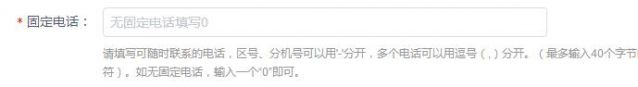 * 固定电话： 无固定电话填写0
请填写可随时联系的电话，区号、分机号可以用'-'分开，多个电话可以用逗号（,）分开。（最多输入40个字节
符）。如无固定电话，输入一个“0”即可。